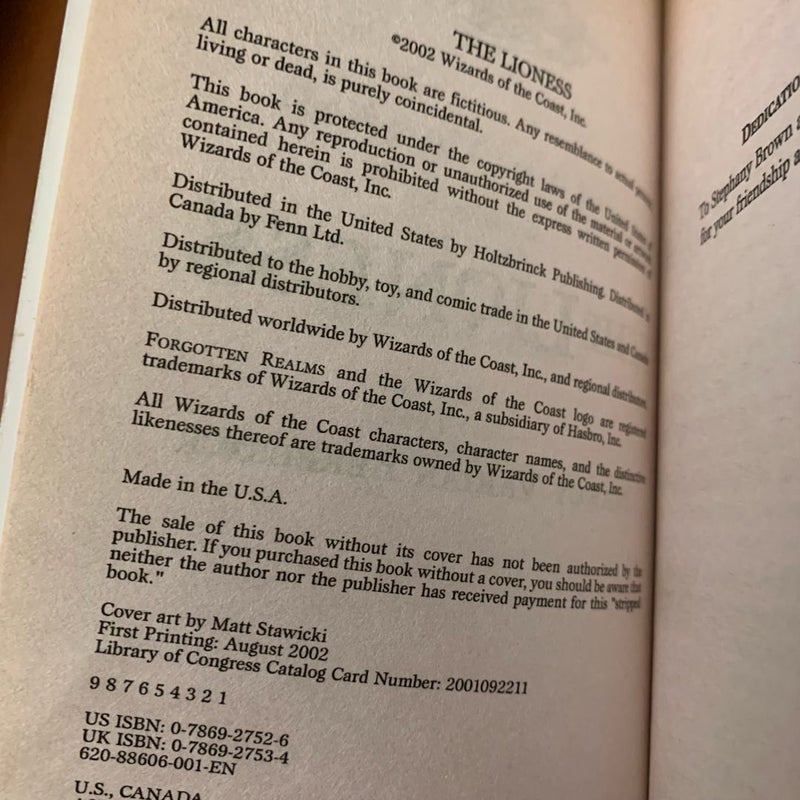 THE LIONESS
©2002 Wizards of the Coast, Inc.
All characters in this book are fictitious. Any resemblance to actual persons,
living or dead, is purely coincidental.
This book is protected under the copyright laws of the United States of
America. Any reproduction or unauthorized use of the material or artwork
contained herein is prohibited without the express written permission of
Wizards of the Coast, Inc.
Distributed in the United States by Holtzbrinck Publishing. Distributed in
Canada by Fenn Ltd.
Distributed to the hobby, toy, and comic trade in the United States and Canada
by regional distributors.
Distributed worldwide by Wizards of the Coast, Inc., and regional distributors.
FORGOTTEN REALMS and the Wizards of the Coast logo are registered
trademarks of Wizards of the Coast, Inc., a subsidiary of Hasbro, Inc.
All Wizards of the Coast characters, character names, and the distinctive
likenesses thereof are trademarks owned by Wizards of the Coast, Inc.
Made in the U.S.A.
The sale of this book without its cover has not been authorized by the
publisher. If you purchased this book without a cover, you should be aware that
neither the author nor the publisher has received payment for this "stripped
book."
Cover art by Matt Stawicki
First Printing: August 2002
Library of Congress Catalog Card Number: 2001092211
9 8 7 6 5 4 3 2 1
US ISBN: 0-7869-2752-6
UK ISBN: 0-7869-2753-4
620-88606-001-EN
U.S., CANADA
DEDICATIO
To Stephany Brown a
for your friendship a